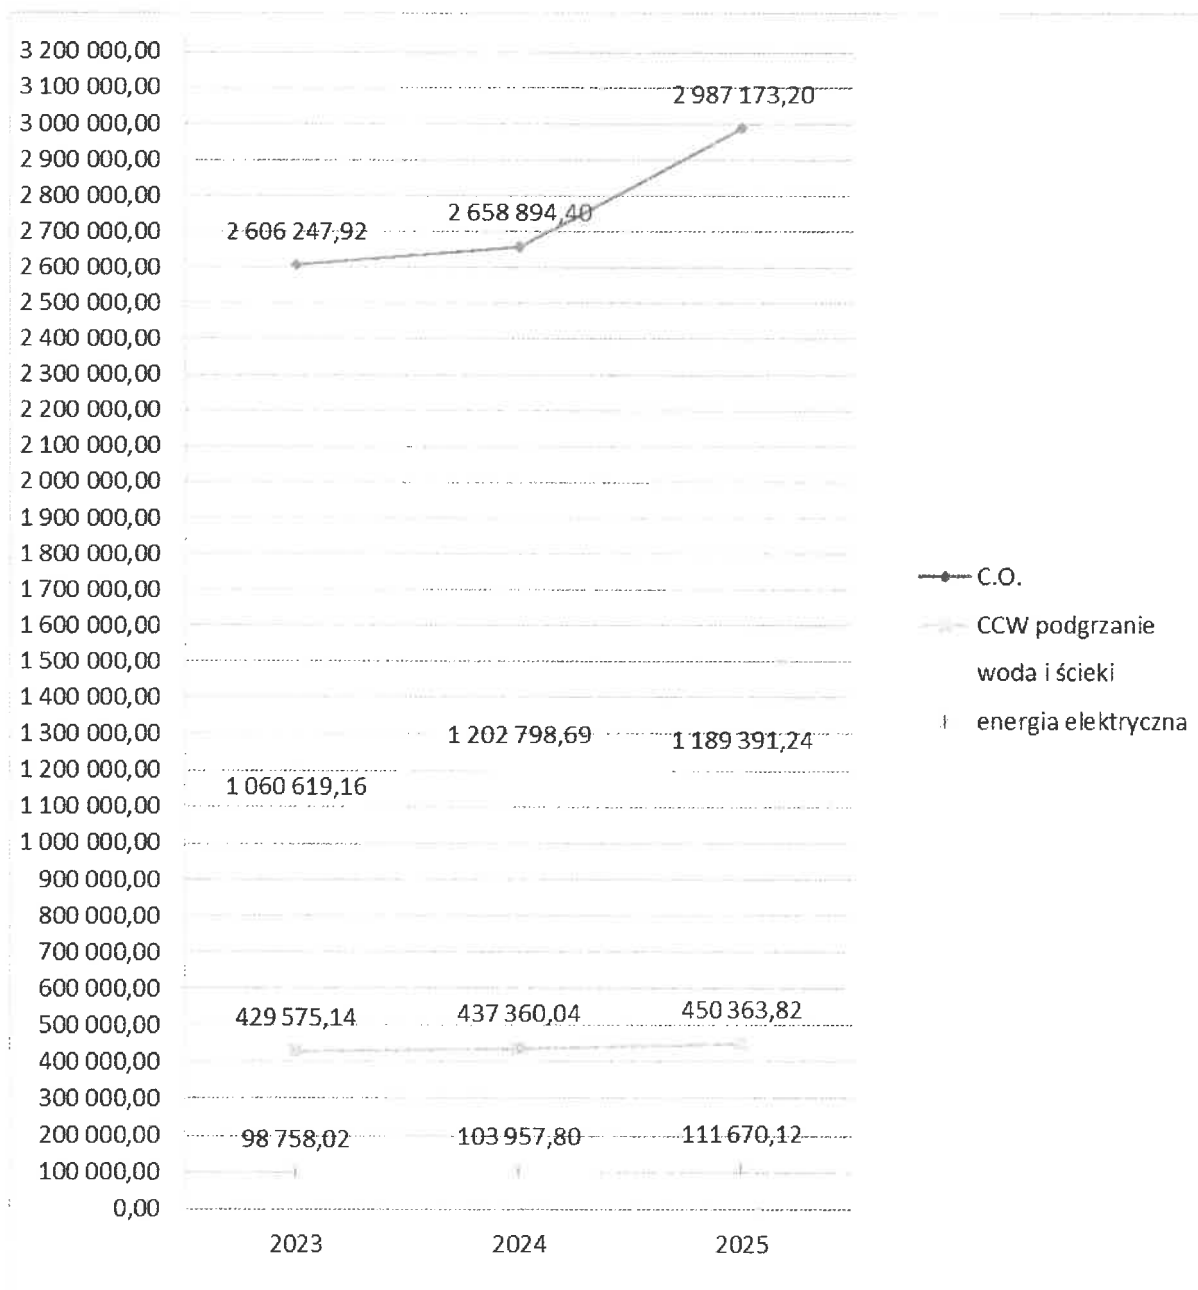 3 200 000,00
3 100 000,00
3 000 000,00
2 900 000,00
2 800 000,00
2 700 000,00
2 600 000,00
2 500 000,00
2 400 000,00
2 300 000,00
2 200 000,00
2 100 000,00
2 000 000,00
1 900 000,00
1 800 000,00
1 700 000,00
1 600 000,00
1 500 000,00
1 400 000,00
1 300 000,00
1 200 000,00
1 100 000,00
1 000 000,00
900 000,00
800 000,00
700 000,00
600 000,00
500 000,00
400 000,00
300 000,00
200 000,00
100 000,00
0,00
2 606 247,92
2 658 894,40
2 987 173,20
1 060 619,16
1 202 798,69
1 189 391,24
429 575,14
437 360,04
450 363,82
98 758,02
103 957,80
111 670,12
2023
2024
2025
C.O.
CCW podgrzanie
woda i ścieki
energia elektryczna